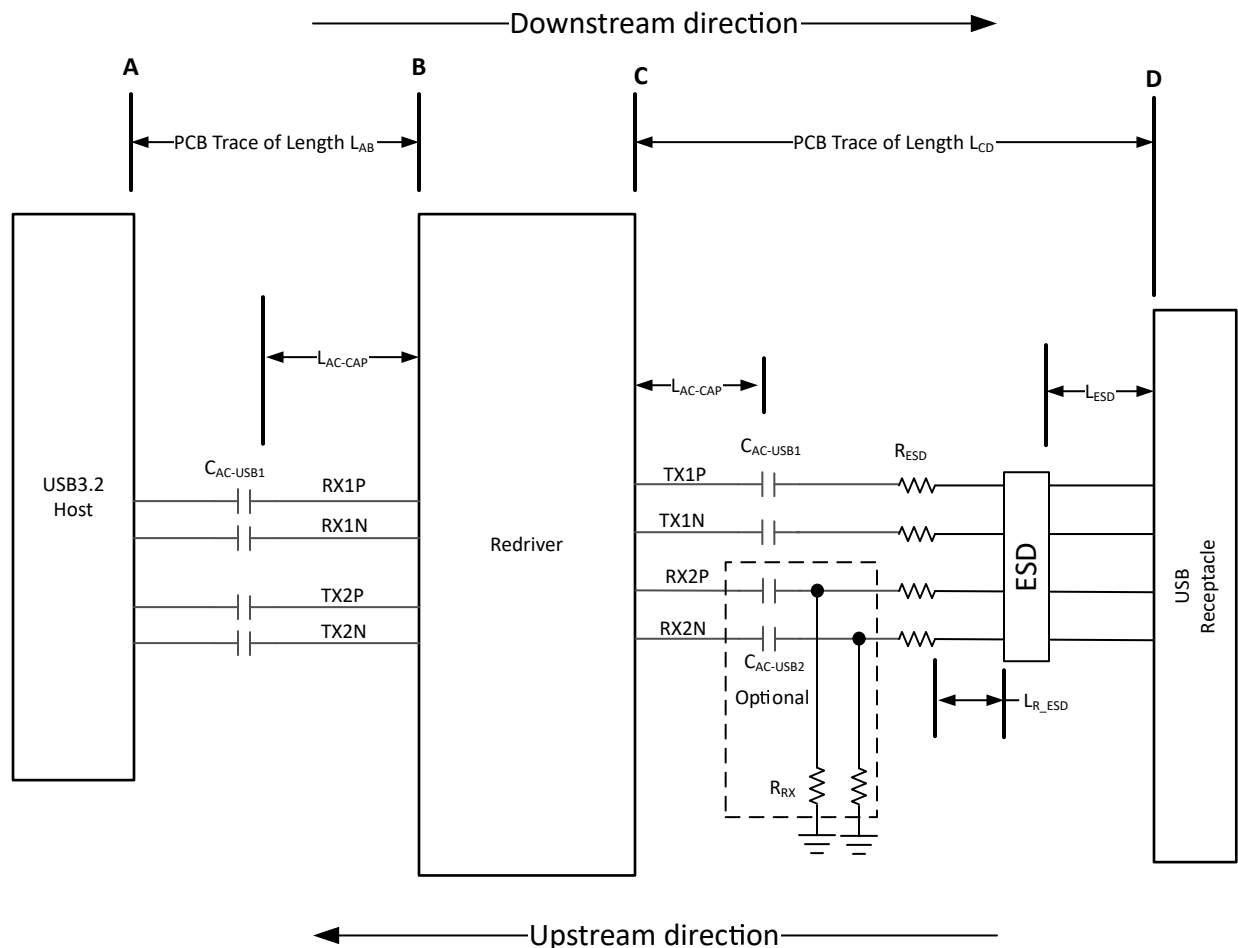 Downstream direction
A
B
C
D
PCB Trace of Length LAB
PCB Trace of Length LCD
LAC-CAP
LAC-CAP
LESD
CAC-USB1
CAC-USB1
RESD
USB3.2
Host
RX1P
RX1N
TX2P
TX2N
Redriver
TX1P
TX1N
RX2P
RX2N
CAC-USB2
Optional
RRX
ESD
LR_ESD
USB
Receptacle
Upstream direction